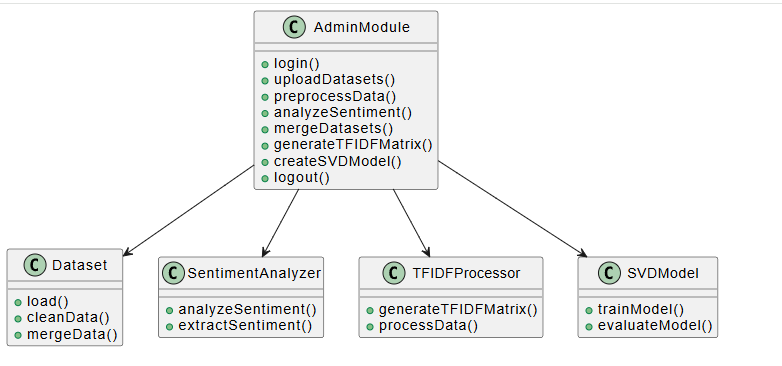 C AdminModule
login()
uploadDatasets()
preprocessData()
analyzeSentiment()
mergeDatasets()
generateTFIDFMatrix()
createSVDModel()
logout()
C Dataset
load()
cleanData()
mergeData()
C SentimentAnalyzer
analyzeSentiment()
extractSentiment()
C TFIDFProcessor
generateTFIDFMatrix()
processData()
C SVDModel
trainModel()
evaluateModel()